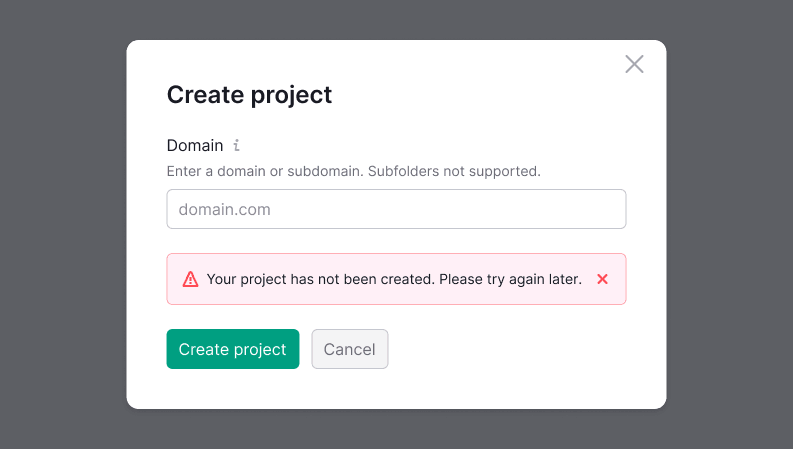 Create project
Domain i
Enter a domain or subdomain. Subfolders not supported.
domain.com
Your project has not been created. Please try again later.
Create project Cancel